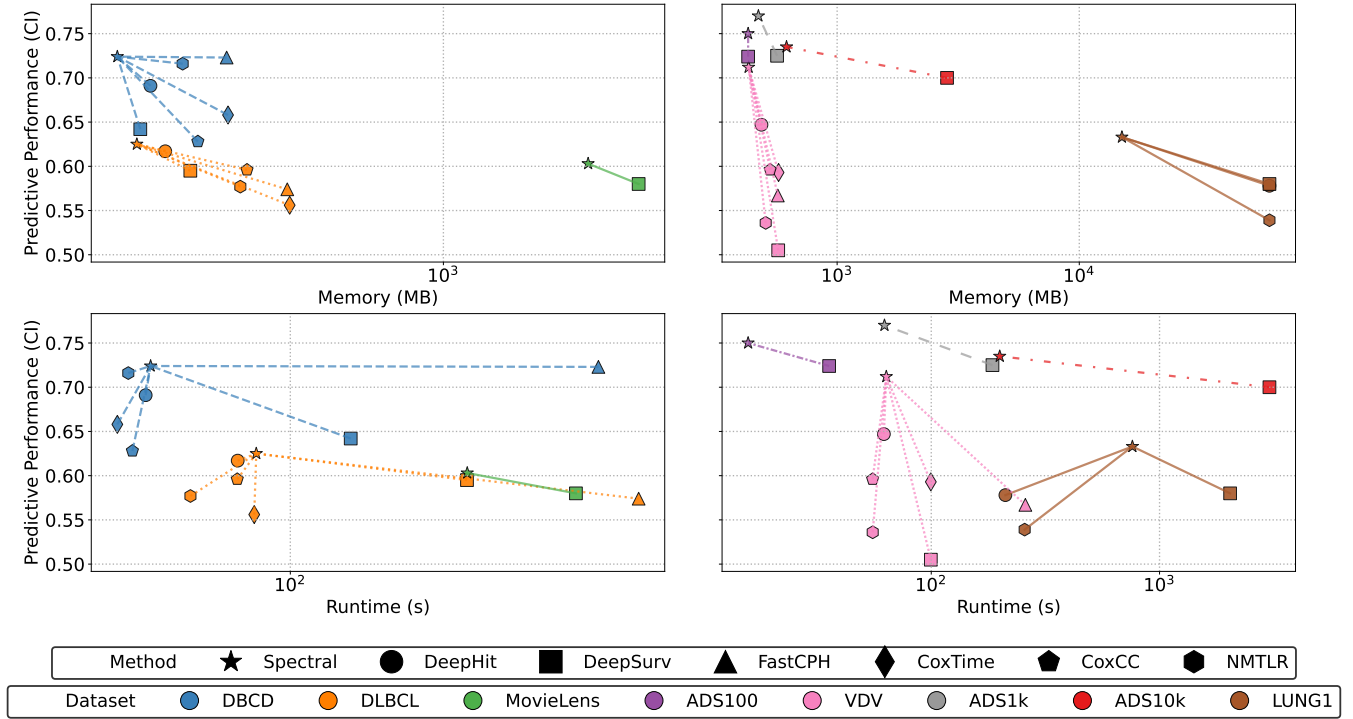 Predictive Performance (CI)
0.75
0.70
0.65
0.60
0.55
0.50
10³
Memory (MB)
10³
10⁴
Memory (MB)
Predictive Performance (CI)
0.75
0.70
0.65
0.60
0.55
0.50
10²
Runtime (s)
10²
10³
Runtime (s)
Method Spectral DeepHit DeepSurv FastCPH CoxTime CoxCC NMTLR
Dataset DBCD DLBCL MovieLens ADS100 VDV ADS1k ADS10k LUNG1